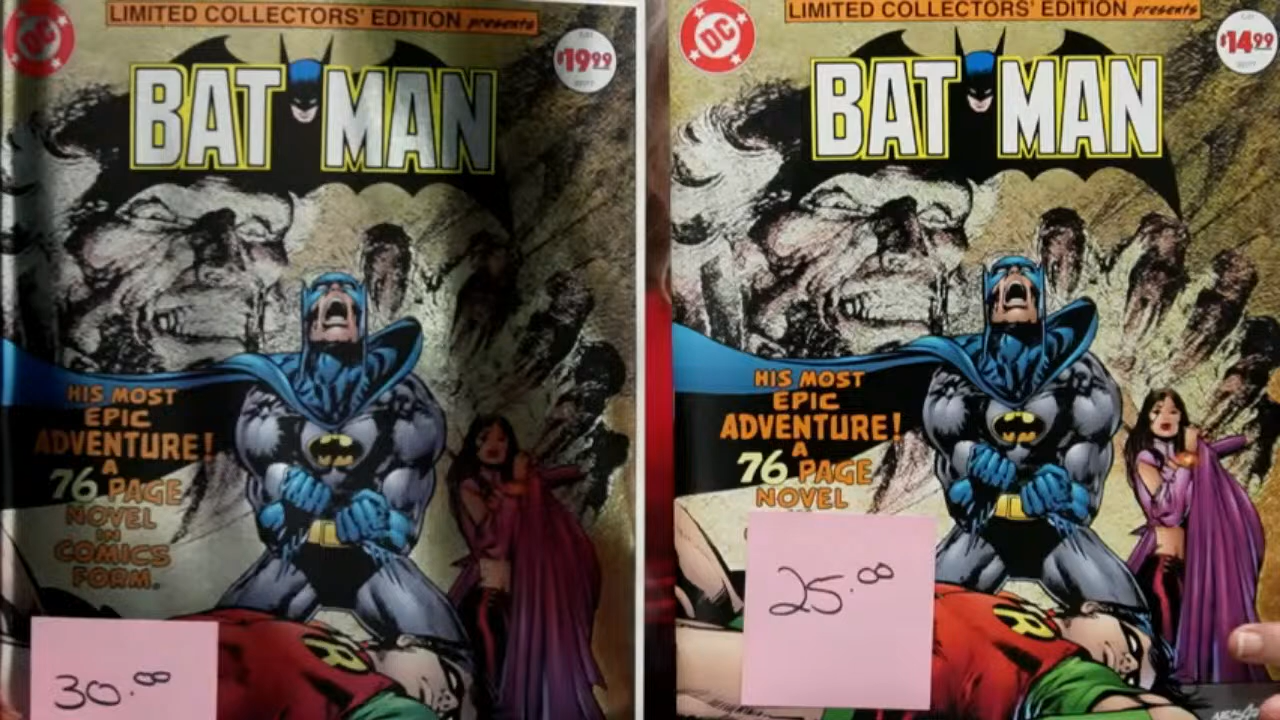 LIMITED COLLECTORS' EDITION presents
DC
$19.99
BATMAN
HIS MOST
EPIC
ADVENTURE!
A
76 PAGE
NOVEL
IN
COMICS
FORM.
R
30.00
LIMITED COLLECTORS' EDITION presents
DC
$14.99
BATMAN
HIS MOST
EPIC
ADVENTURE!
A
76 PAGE
NOVEL
R
25.00